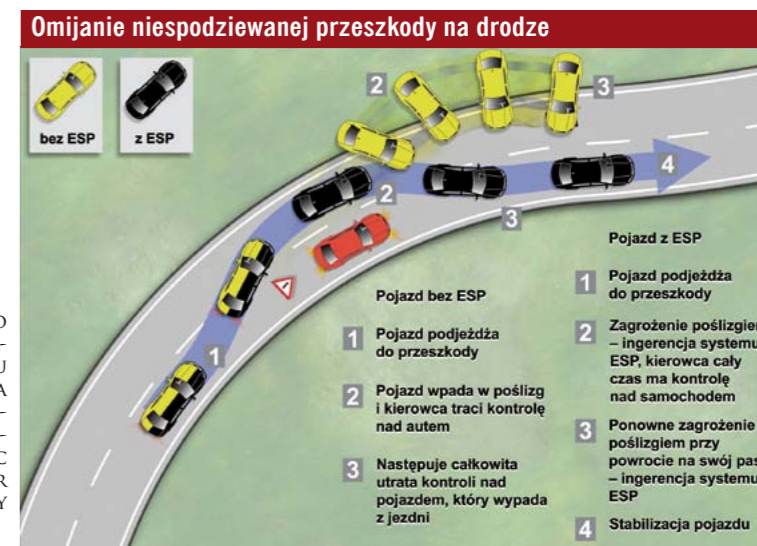 Omijanie niespodziewanej przeszkody na drodze
bez ESP
z ESP
2
3
4
2
3
1
Pojazd bez ESP
1 Pojazd podjeżdża
do przeszkody
2 Pojazd wpada w poślizg
i kierowca traci kontrolę
nad autem
3 Następuje całkowita
utrata kontroli nad
pojazdem, który wypada
z jezdni
Pojazd z ESP
1 Pojazd podjeżdża
do przeszkody
2 Zagrożenie poślizgiem
– ingerencja systemu
ESP, kierowca cały
czas ma kontrolę
nad samochodem
3 Ponowne zagrożenie
poślizgiem przy
powrocie na swój pas
– ingerencja systemu
ESP
4 Stabilizacja pojazdu